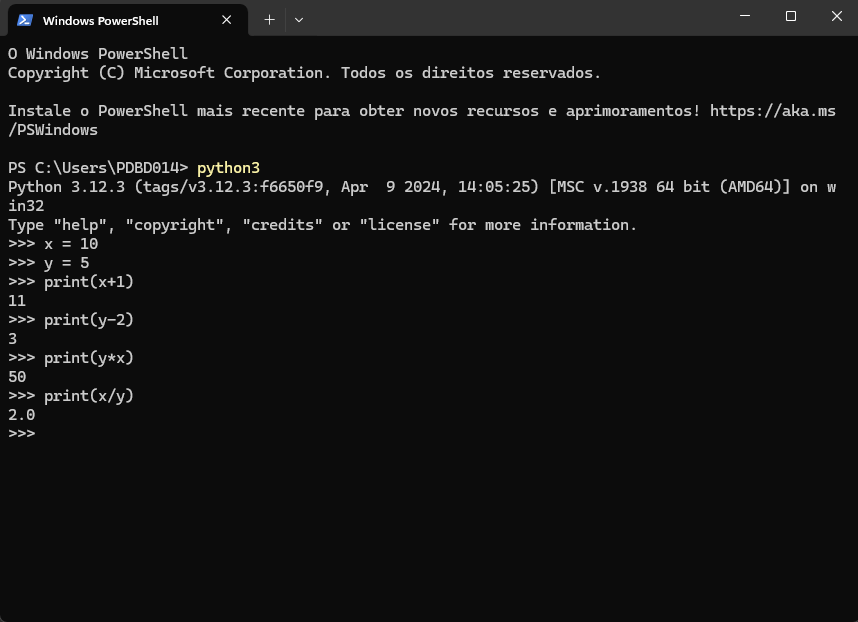 Windows PowerShell
O Windows PowerShell
Copyright (C) Microsoft Corporation. Todos os direitos reservados.
Instale o PowerShell mais recente para obter novos recursos e aprimoramentos! https://aka.ms
/PSWindows
PS C:\Users\PDBD014> python3
Python 3.12.3 (tags/v3.12.3:f6650f9, Apr  9 2024, 14:05:25) [MSC v.1938 64 bit (AMD64)] on w
in32
Type "help", "copyright", "credits" or "license" for more information.
>>> x = 10
>>> y = 5
>>> print(x+1)
11
>>> print(y-2)
3
>>> print(y*x)
50
>>> print(x/y)
2.0
>>>